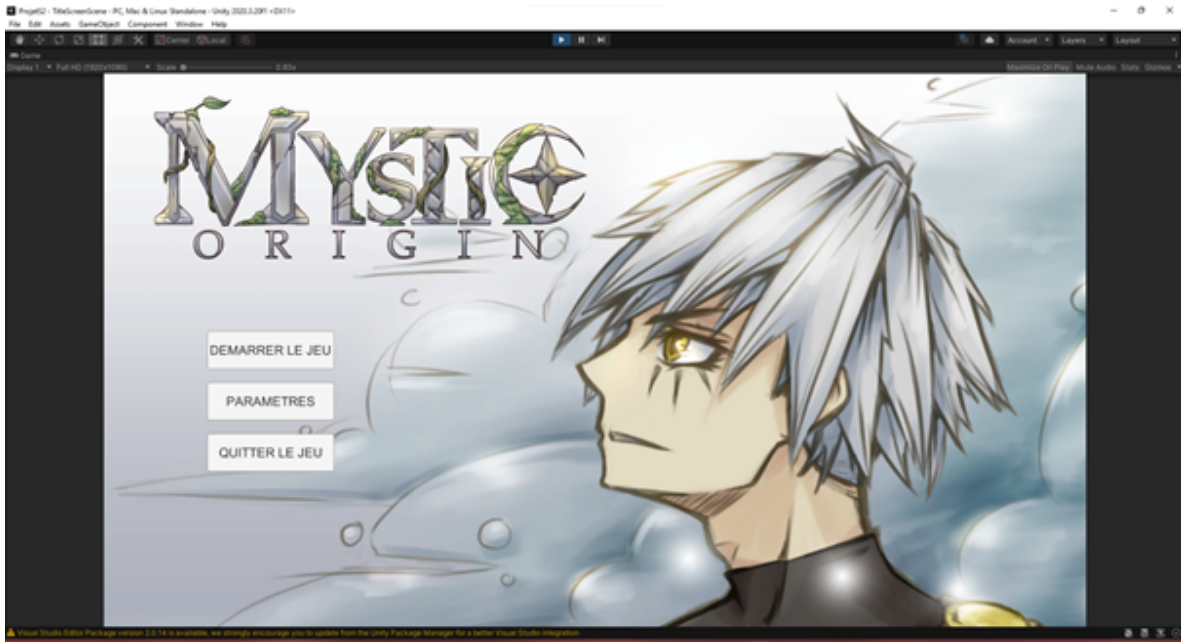 ProjetS2 - TitleScreenScene - PC, Mac & Linux Standalone - Unity 2020.3.20f1 <DX11>
File Edit Assets GameObject Component Window Help
Center Local Account Layers Layout
Game
Display 1 Full HD (1920x1080) Scale 0.83x Maximize On Play Mute Audio Stats Gizmos
MYSTIC
ORIGIN
DEMARRER LE JEU
PARAMETRES
QUITTER LE JEU
Visual Studio Editor Package version 2.0.14 is available, we strongly encourage you to update from the Unity Package Manager for a better Visual Studio integration